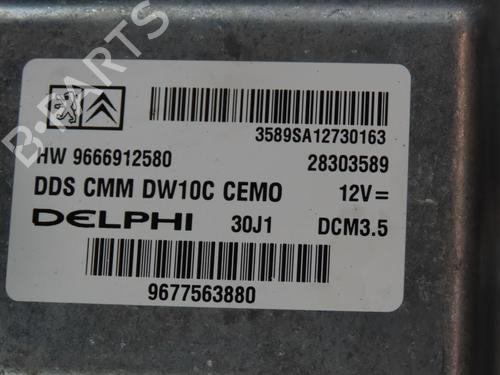 3589SA12730163
HW 9666912580 28303589
DDS CMM DW10C CEMO 12V=
DELPHI 30J1 DCM3.5
9677563880
B-PARTS